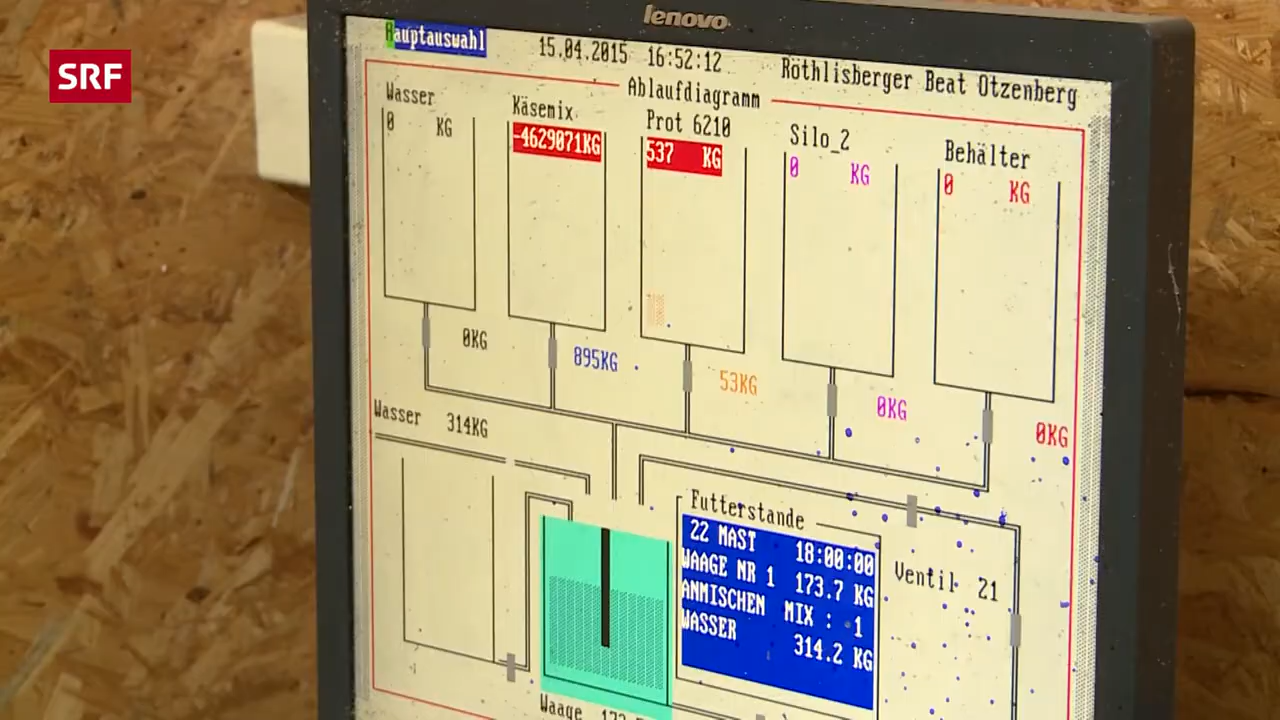 SRF
lenovo
Hauptauswahl
15.04.2015 16:52:12
Röthlisberger Beat Otzenberg
Ablaufdiagramm
Wasser
0 KG
Käsemix
-4629071KG
Prot 6210
537 KG
Silo_2
0 KG
Behälter
0 KG
0KG
895KG
53KG
0KG
0KG
Wasser 314KG
Futterstande
22 MAST 18:00:00
WAAGE NR 1 173.7 KG
ANMISCHEN MIX : 1
WASSER 314.2 KG
Ventil 21
Waage